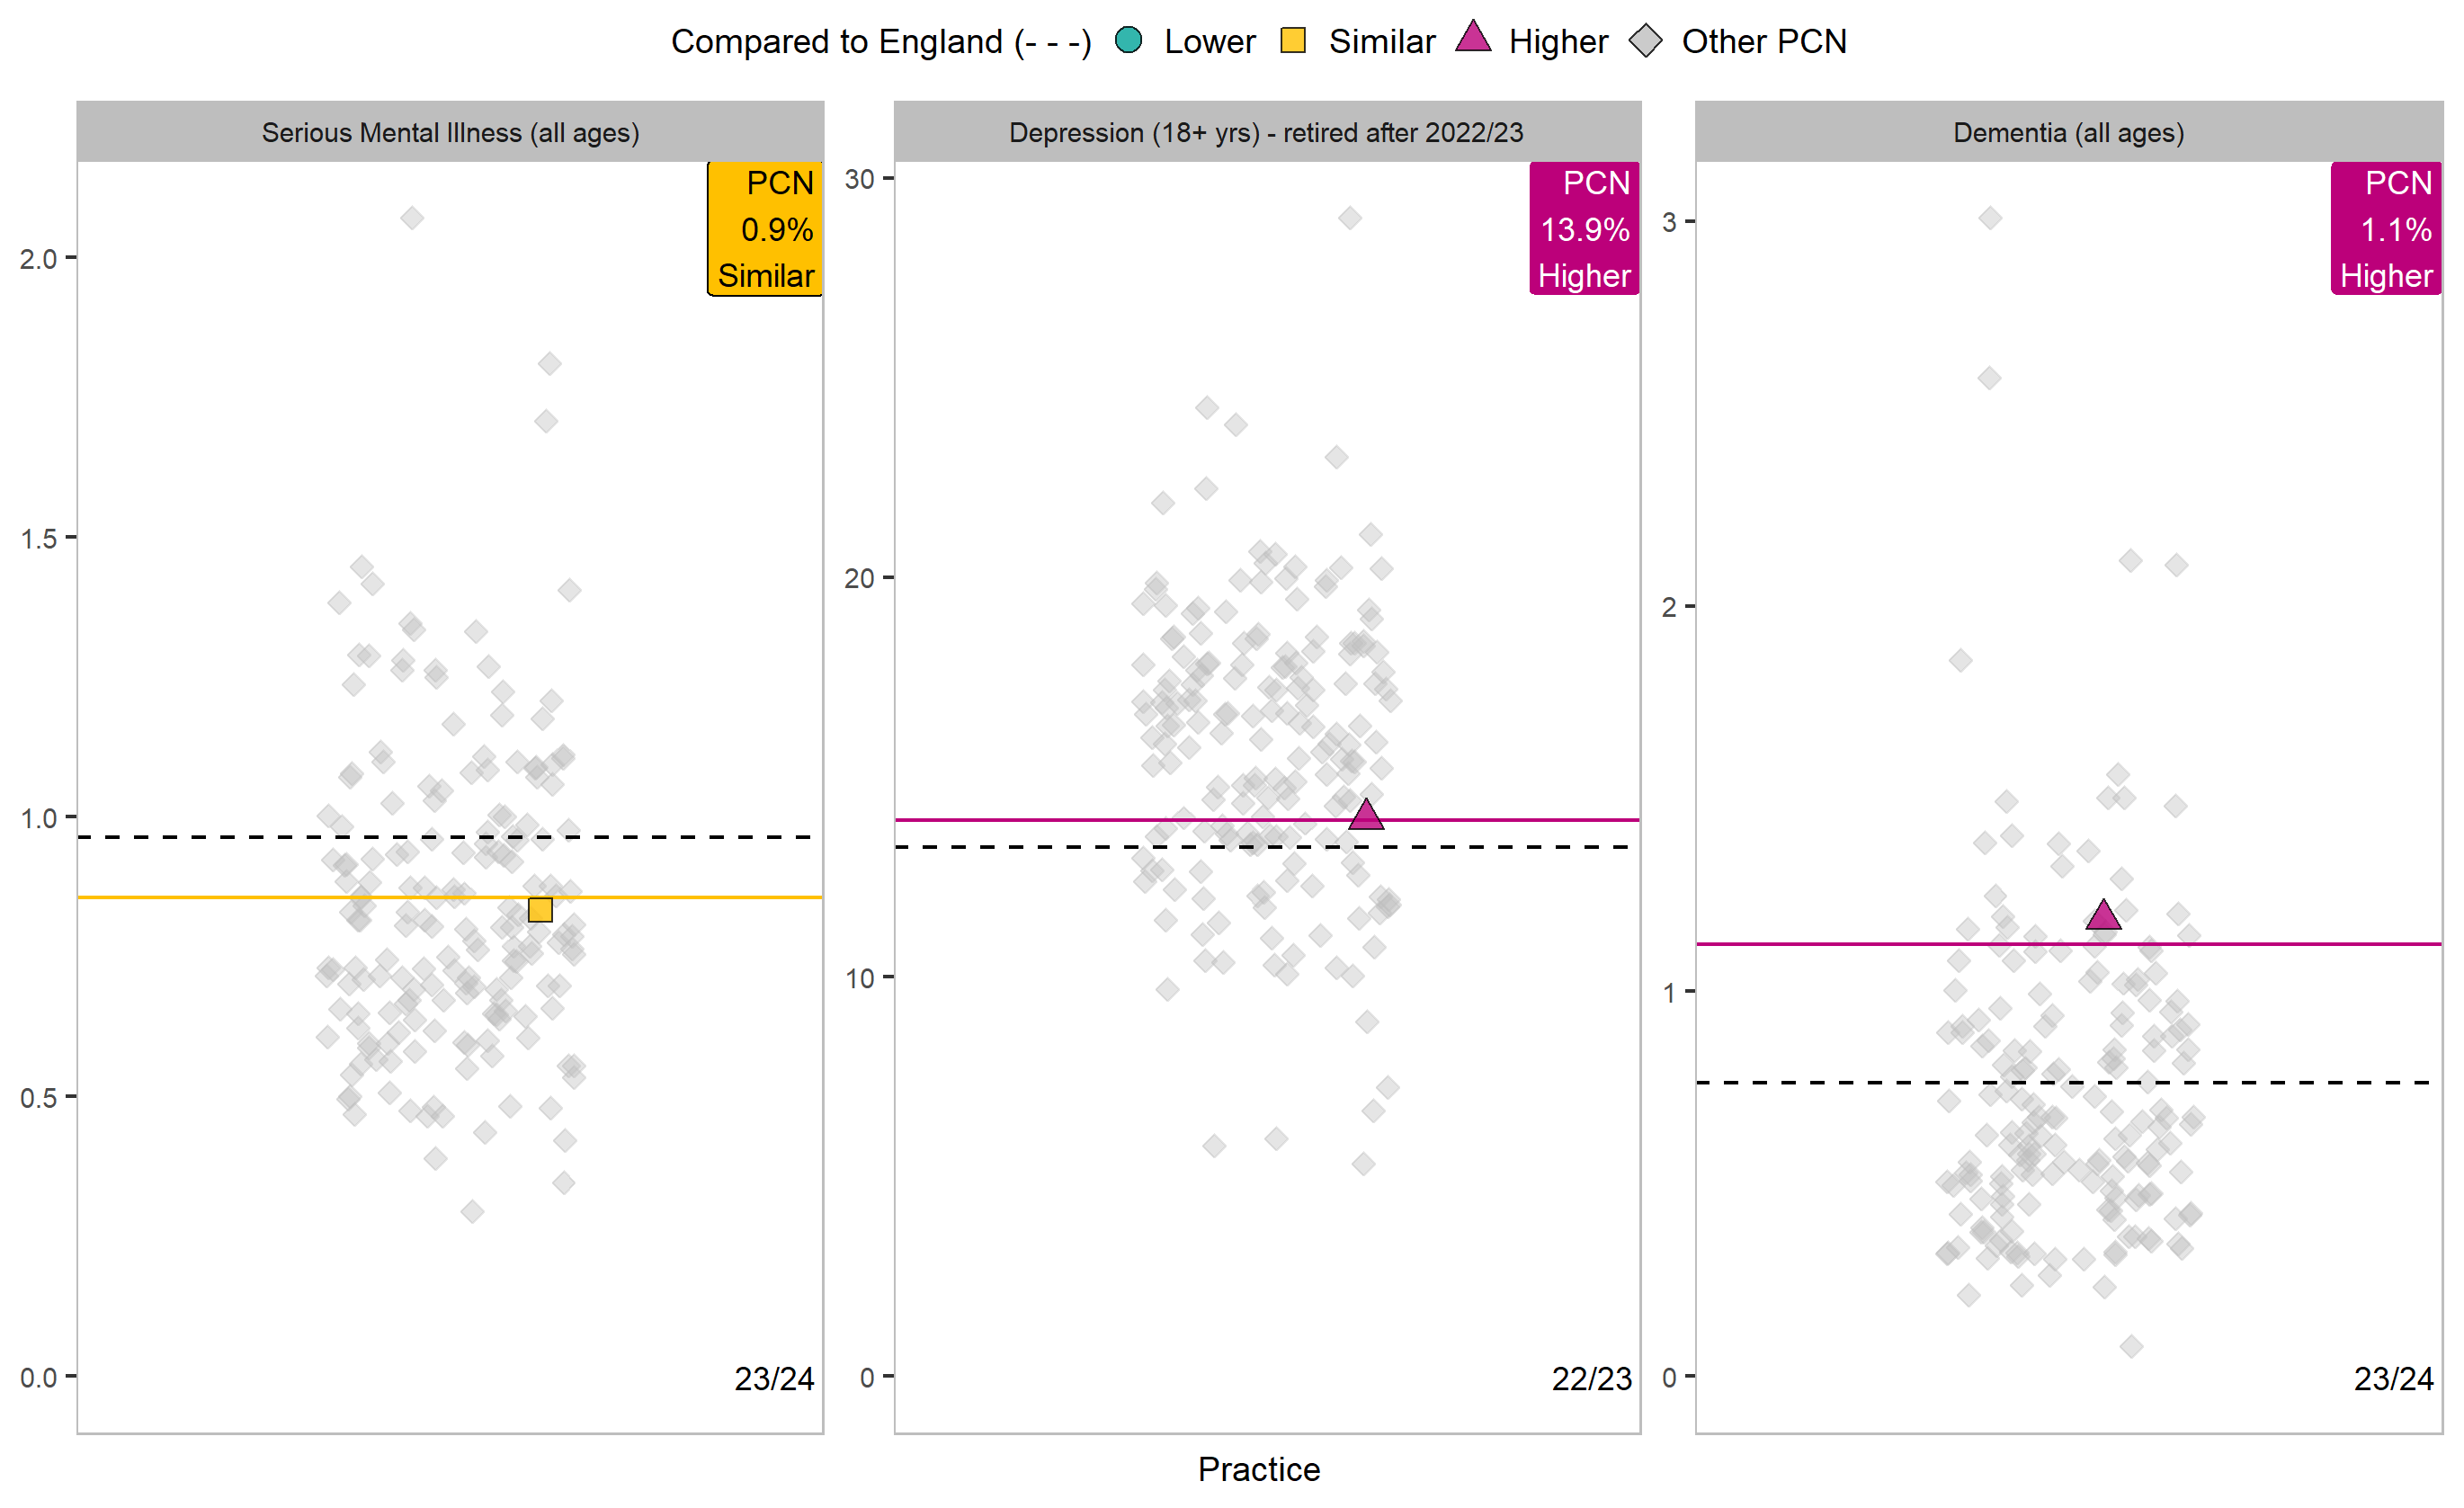 Compared to England (- - -) Lower Similar Higher Other PCN
Serious Mental Illness (all ages)
PCN
0.9%
Similar
2.0
1.5
1.0
0.5
0.0
23/24
Depression (18+ yrs) - retired after 2022/23
PCN
13.9%
Higher
30
20
10
0
22/23
Dementia (all ages)
PCN
1.1%
Higher
3
2
1
0
23/24
Practice